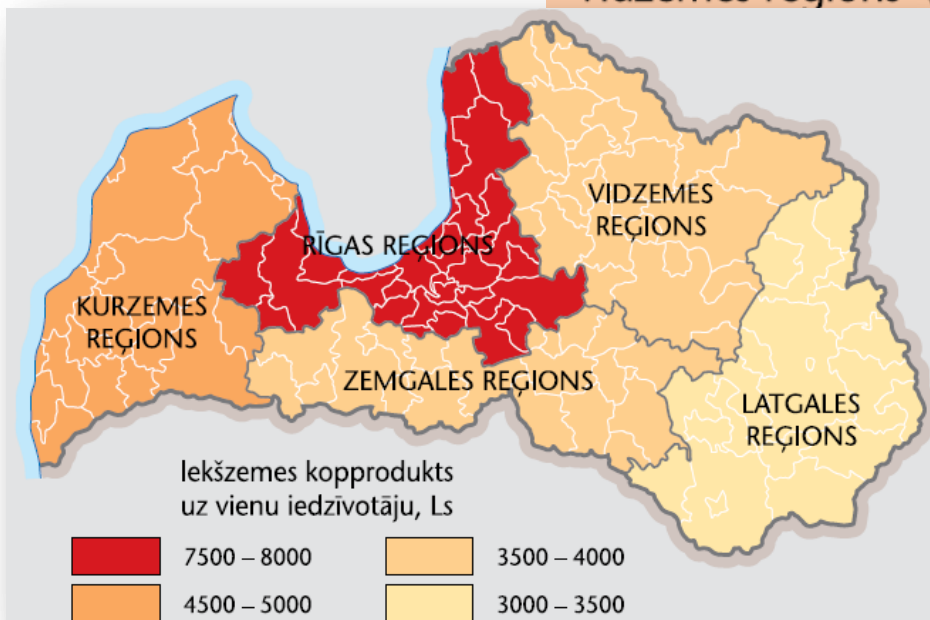 VIDZEMES
REĢIONS
RĪGAS REĢIONS
KURZEMES
REĢIONS
ZEMGALES REĢIONS
LATGALES
REĢIONS
Iekšzemes kopprodukts
uz vienu iedzīvotāju, Ls
7500 – 8000
3500 – 4000
4500 – 5000
3000 – 3500